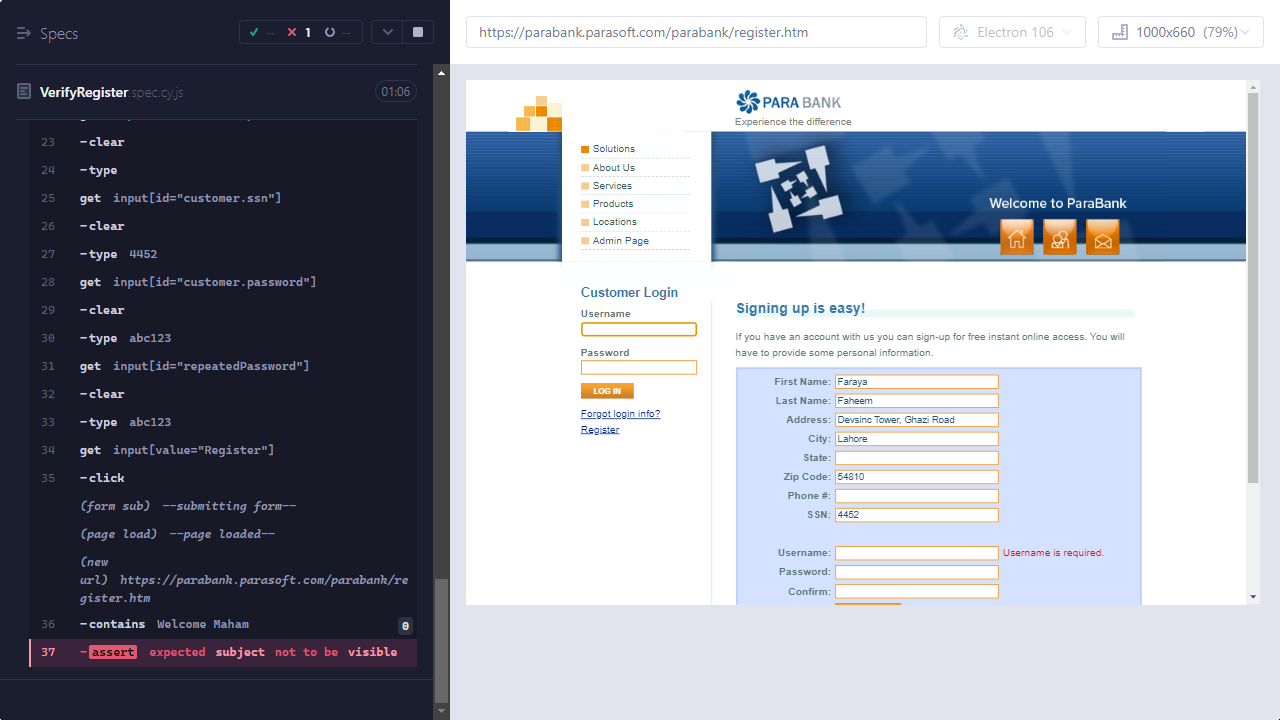 Specs
--
1
--
VerifyRegister.spec.cy.js
01:06
23 -clear
24 -type
25 get input[id="customer.ssn"]
26 -clear
27 -type 4452
28 get input[id="customer.password"]
29 -clear
30 -type abc123
31 get input[id="repeatedPassword"]
32 -clear
33 -type abc123
34 get input[value="Register"]
35 -click
(form sub) --submitting form--
(page load) --page loaded--
(new
url) https://parabank.parasoft.com/parabank/re
gister.htm
36 -contains Welcome Maham 0
37 -assert expected subject not to be visible
https://parabank.parasoft.com/parabank/register.htm
Electron 106
1000x660 (79%)
PARA BANK
Experience the difference
Solutions
About Us
Services
Products
Locations
Admin Page
Welcome to ParaBank
Customer Login
Username
Password
LOG IN
Forgot login info?
Register
Signing up is easy!
If you have an account with us you can sign-up for free instant online access. You will
have to provide some personal information.
First Name: Faraya
Last Name: Faheem
Address: Devsinc Tower, Ghazi Road
City: Lahore
State:
Zip Code: 54810
Phone #:
SSN: 4452
Username: Username is required.
Password:
Confirm: